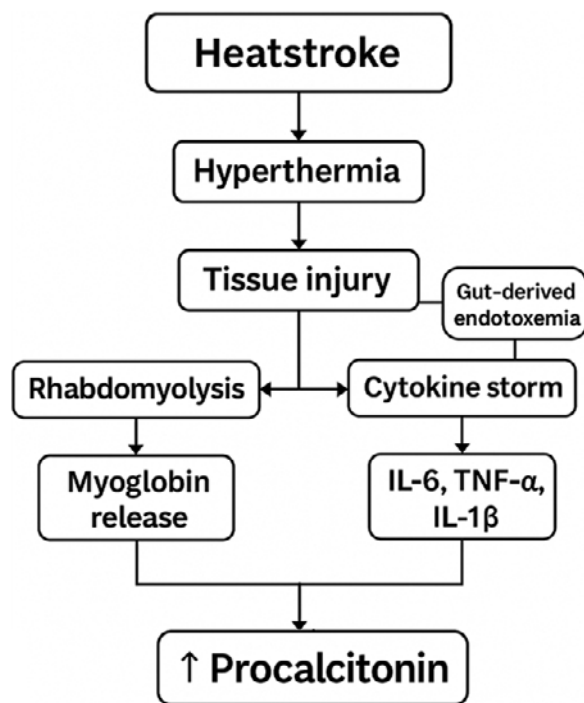 Heatstroke
Hyperthermia
Tissue injury
Gut-derived
endotoxemia
Rhabdomyolysis
Cytokine storm
Myoglobin
release
IL-6, TNF-α,
IL-1β
↑ Procalcitonin